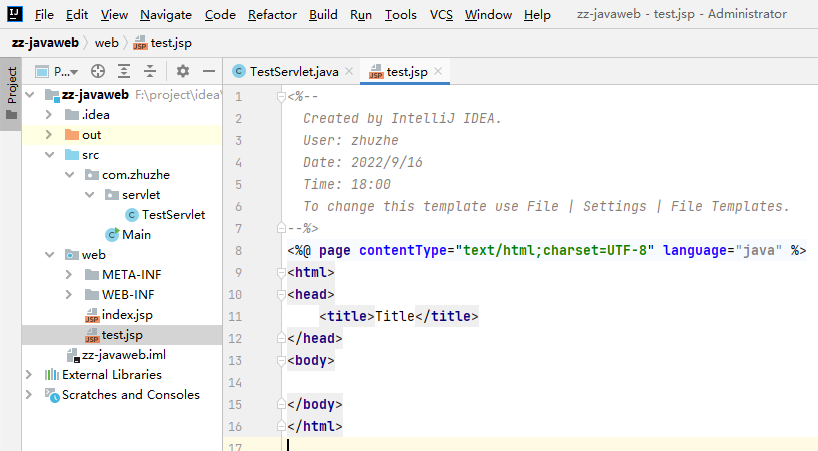 IJ File Edit View Navigate Code Refactor Build Run Tools VCS Window Help zz-javaweb - test.jsp - Administrator
zz-javaweb web test.jsp
Project
P... TestServlet.java test.jsp
zz-javaweb F:\project\idea\
.idea
out
src
com.zhuzhe
servlet
TestServlet
Main
web
META-INF
WEB-INF
index.jsp
test.jsp
zz-javaweb.iml
External Libraries
Scratches and Consoles
1 <%--
2 Created by IntelliJ IDEA.
3 User: zhuzhe
4 Date: 2022/9/16
5 Time: 18:00
6 To change this template use File | Settings | File Templates.
7 --%>
8 <%@ page contentType="text/html;charset=UTF-8" language="java" %>
9 <html>
10 <head>
11 <title>Title</title>
12 </head>
13 <body>
14
15 </body>
16 </html>
17